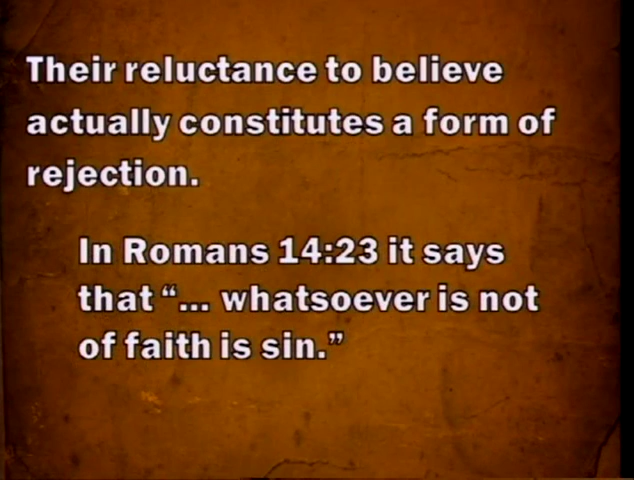 Their reluctance to believe
actually constitutes a form of
rejection.
In Romans 14:23 it says
that “... whatsoever is not
of faith is sin.”